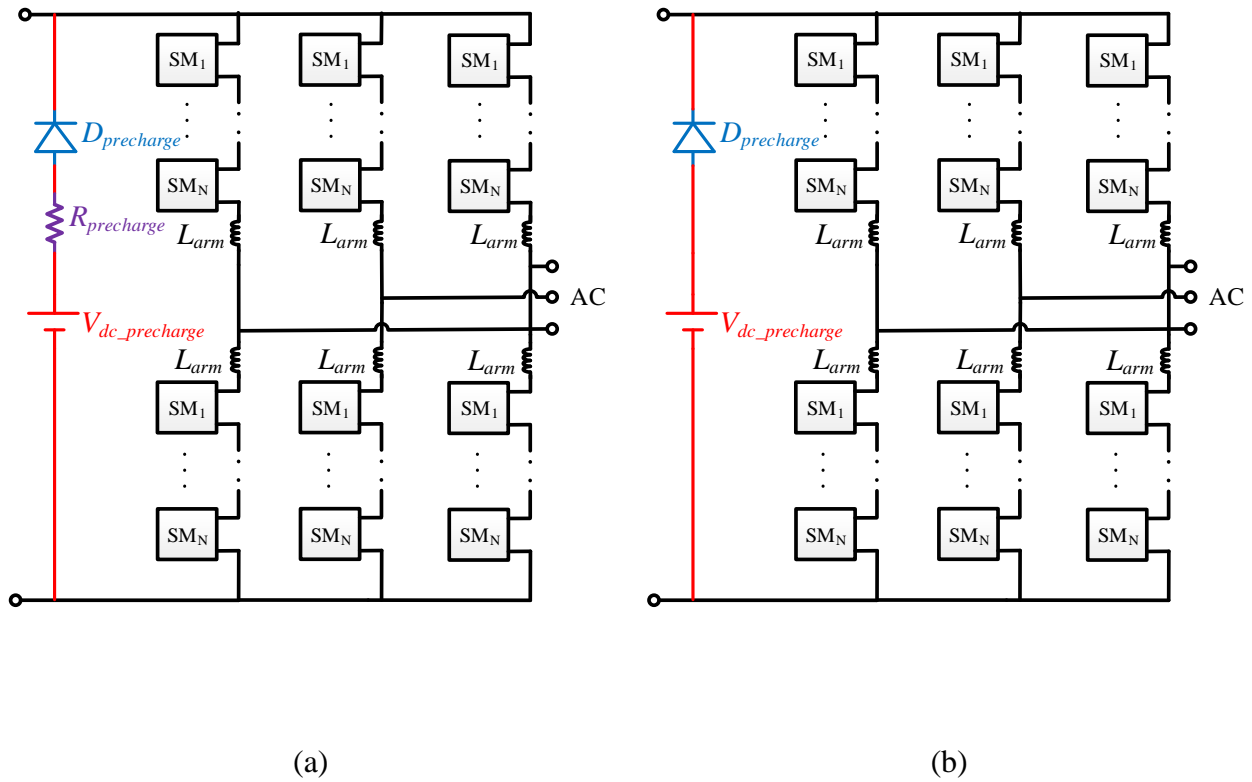 SM1 SM1 SM1 SM1 SM1 SM1
Dprecharge Dprecharge
SMN SMN SMN SMN SMN SMN
Rprecharge
Larm Larm Larm Larm Larm Larm
AC AC
Vdc_precharge Vdc_precharge
Larm Larm Larm Larm Larm Larm
SM1 SM1 SM1 SM1 SM1 SM1
SMN SMN SMN SMN SMN SMN
(a) (b)